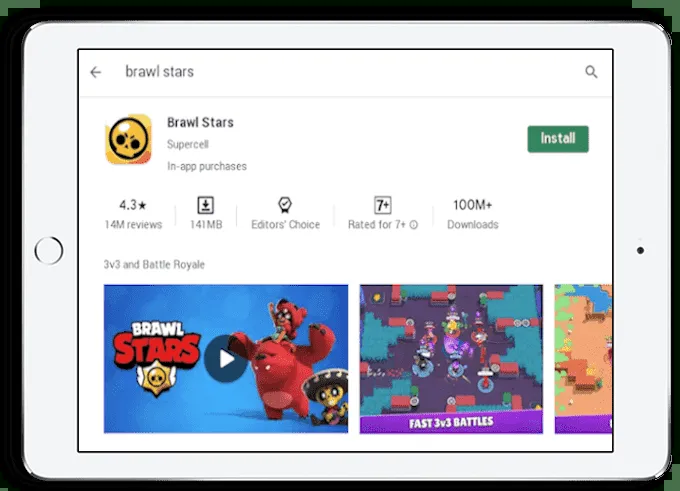 brawl stars
Brawl Stars
Supercell
In-app purchases
Install
4.3★
14M reviews
141MB
Editors' Choice
7+
Rated for 7+
100M+
Downloads
3v3 and Battle Royale
BRAWL
STARS
FAST 3v3 BATTLES